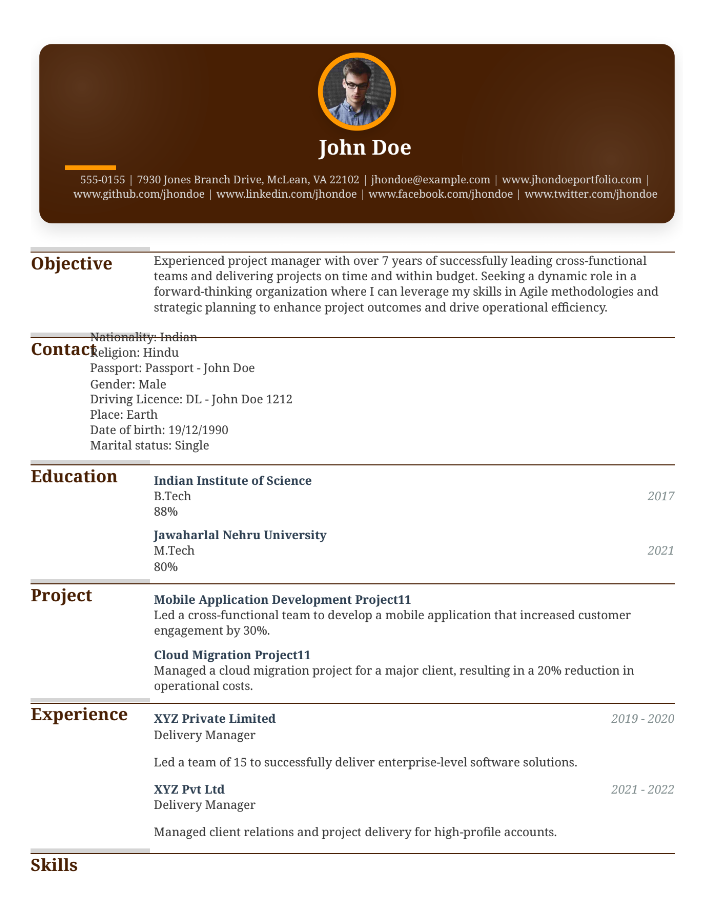 John Doe
555-0155 | 7930 Jones Branch Drive, McLean, VA 22102 | jhondoe@example.com | www.jhondoeportfolio.com |
www.github.com/jhondoe | www.linkedin.com/jhondoe | www.facebook.com/jhondoe | www.twitter.com/jhondoe
Objective
Experienced project manager with over 7 years of successfully leading cross-functional
teams and delivering projects on time and within budget. Seeking a dynamic role in a
forward-thinking organization where I can leverage my skills in Agile methodologies and
strategic planning to enhance project outcomes and drive operational efficiency.
Contact
Nationality: Indian
Religion: Hindu
Passport: Passport - John Doe
Gender: Male
Driving Licence: DL - John Doe 1212
Place: Earth
Date of birth: 19/12/1990
Marital status: Single
Education
Indian Institute of Science
B.Tech 2017
88%
Jawaharlal Nehru University
M.Tech 2021
80%
Project
Mobile Application Development Project11
Led a cross-functional team to develop a mobile application that increased customer
engagement by 30%.
Cloud Migration Project11
Managed a cloud migration project for a major client, resulting in a 20% reduction in
operational costs.
Experience
XYZ Private Limited 2019 - 2020
Delivery Manager
Led a team of 15 to successfully deliver enterprise-level software solutions.
XYZ Pvt Ltd 2021 - 2022
Delivery Manager
Managed client relations and project delivery for high-profile accounts.
Skills